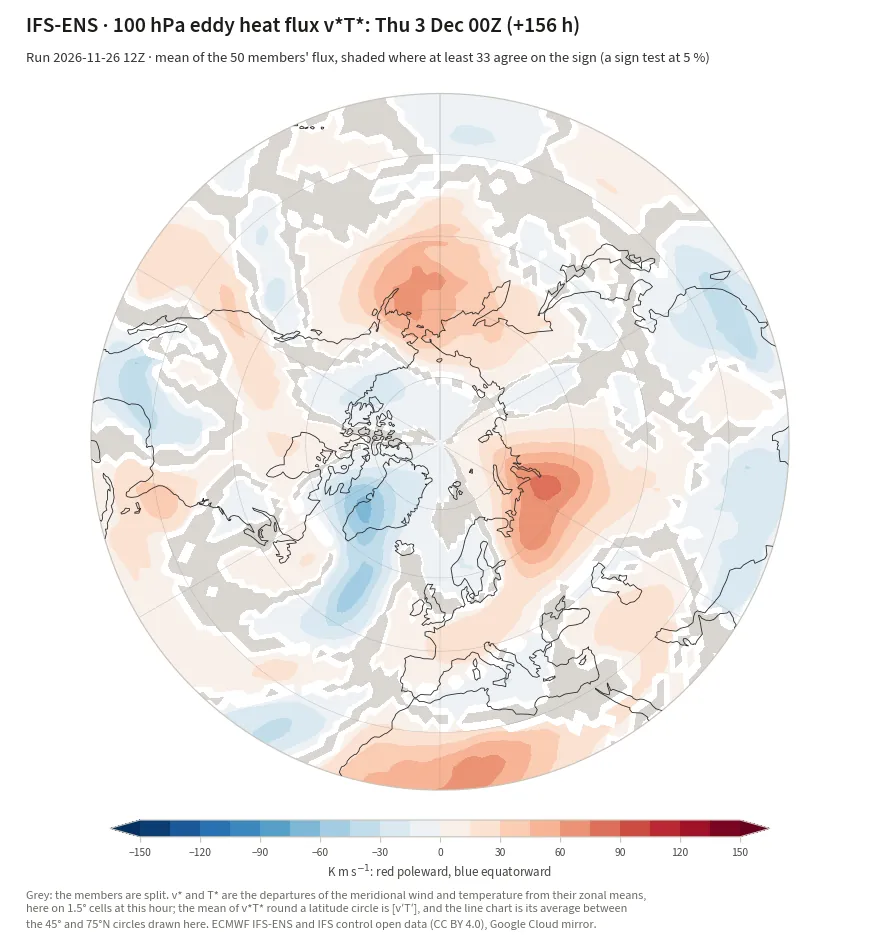 IFS-ENS · 100 hPa eddy heat flux v*T*: Thu 3 Dec 00Z (+156 h)
Run 2026-11-26 12Z · mean of the 50 members' flux, shaded where at least 33 agree on the sign (a sign test at 5 %)
−150 −120 −90 −60 −30 0 30 60 90 120 150
K m s⁻¹: red poleward, blue equatorward
Grey: the members are split. v* and T* are the departures of the meridional wind and temperature from their zonal means,
here on 1.5° cells at this hour; the mean of v*T* round a latitude circle is [v'T'], and the line chart is its average between
the 45° and 75°N circles drawn here. ECMWF IFS-ENS and IFS control open data (CC BY 4.0), Google Cloud mirror.